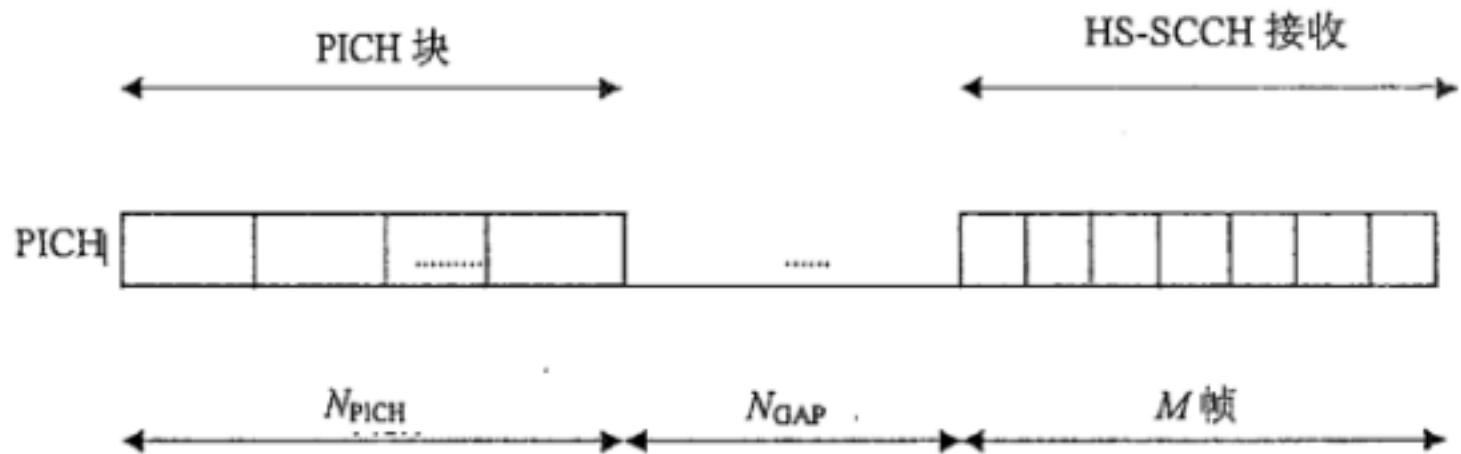 PICH 块
HS-SCCH 接收
PICH
.........
......
NPICH
NGAP
M 帧